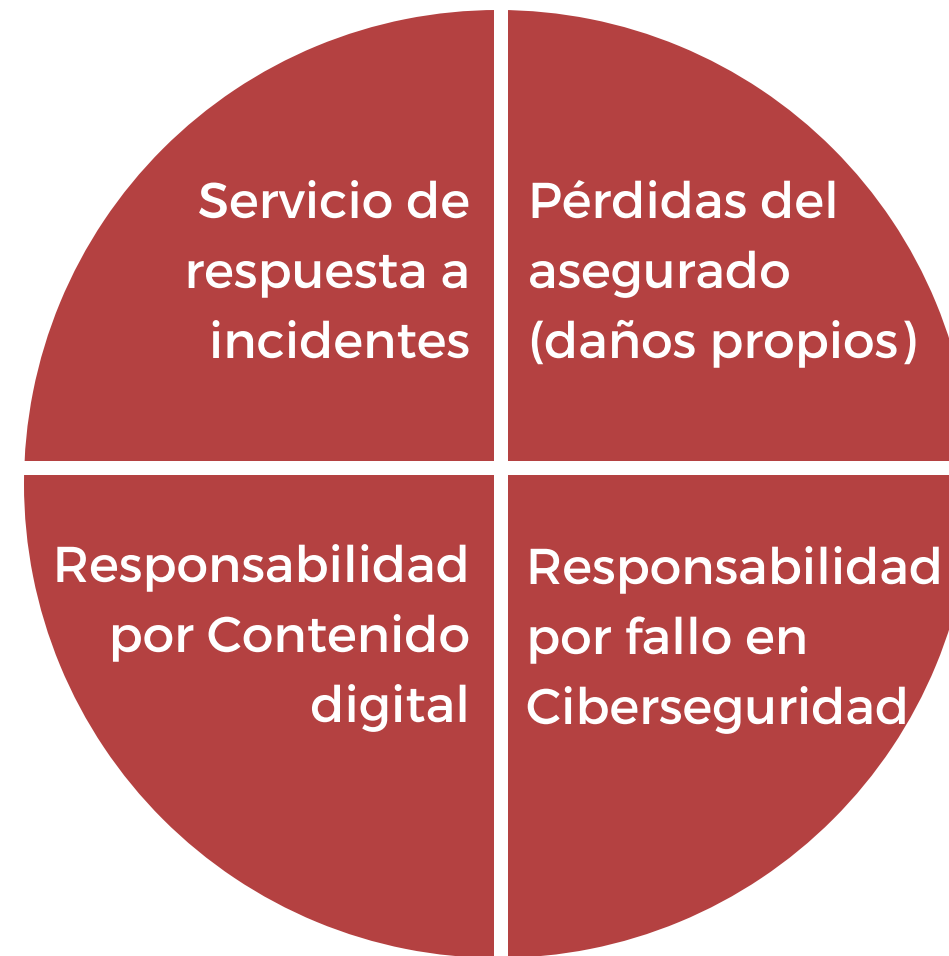 Servicio de
respuesta a
incidentes
Pérdidas del
asegurado
(daños propios)
Responsabilidad
por Contenido
digital
Responsabilidad
por fallo en
Ciberseguridad